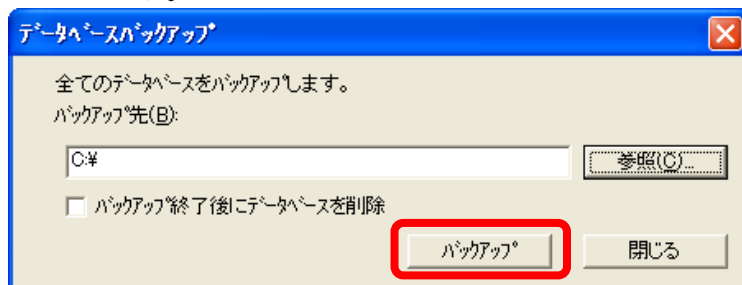 ﾃﾞｰﾀﾍﾞｰｽﾊﾞｯｸｱｯﾌﾟ
全てのﾃﾞｰﾀﾍﾞｰｽをﾊﾞｯｸｱｯﾌﾟします。
ﾊﾞｯｸｱｯﾌﾟ先(B):
C:¥
参照(C)...
ﾊﾞｯｸｱｯﾌﾟ終了後にﾃﾞｰﾀﾍﾞｰｽを削除
ﾊﾞｯｸｱｯﾌﾟ
閉じる